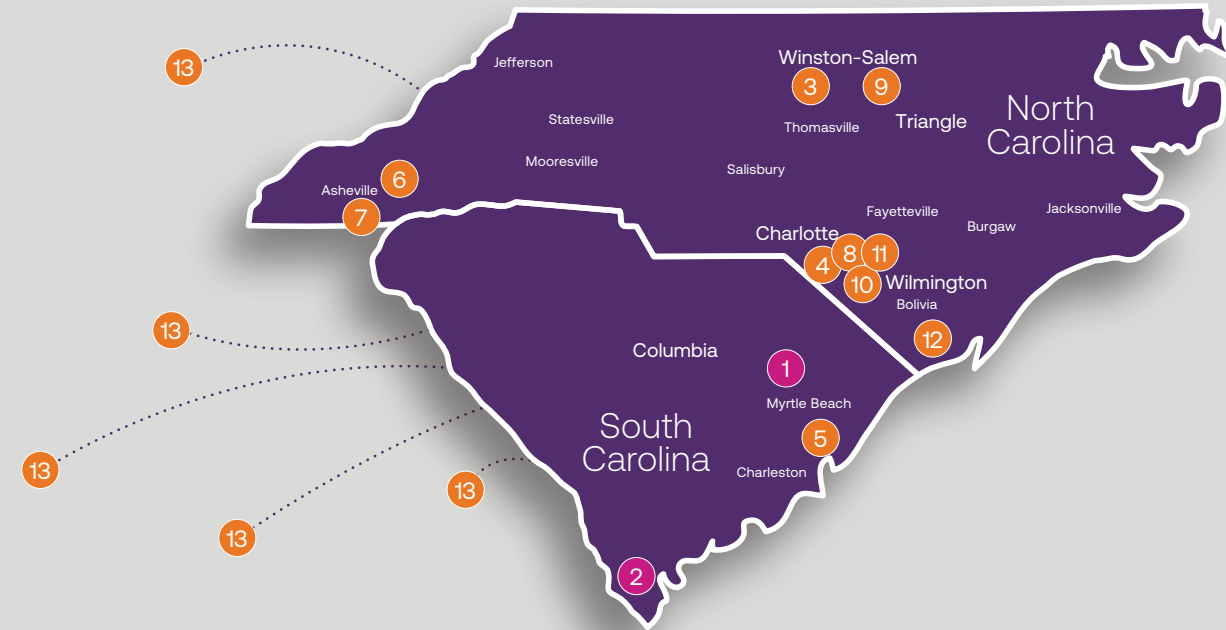 13
Jefferson
Winston-Salem
3
9
Statesville
Thomasville
Triangle
North
Carolina
Mooresville
Salisbury
Asheville
6
7
Fayetteville
Jacksonville
Burgaw
Charlotte
4
8
11
10
Wilmington
Bolivia
12
13
Columbia
1
Myrtle Beach
South
Carolina
5
Charleston
13
13
13
2